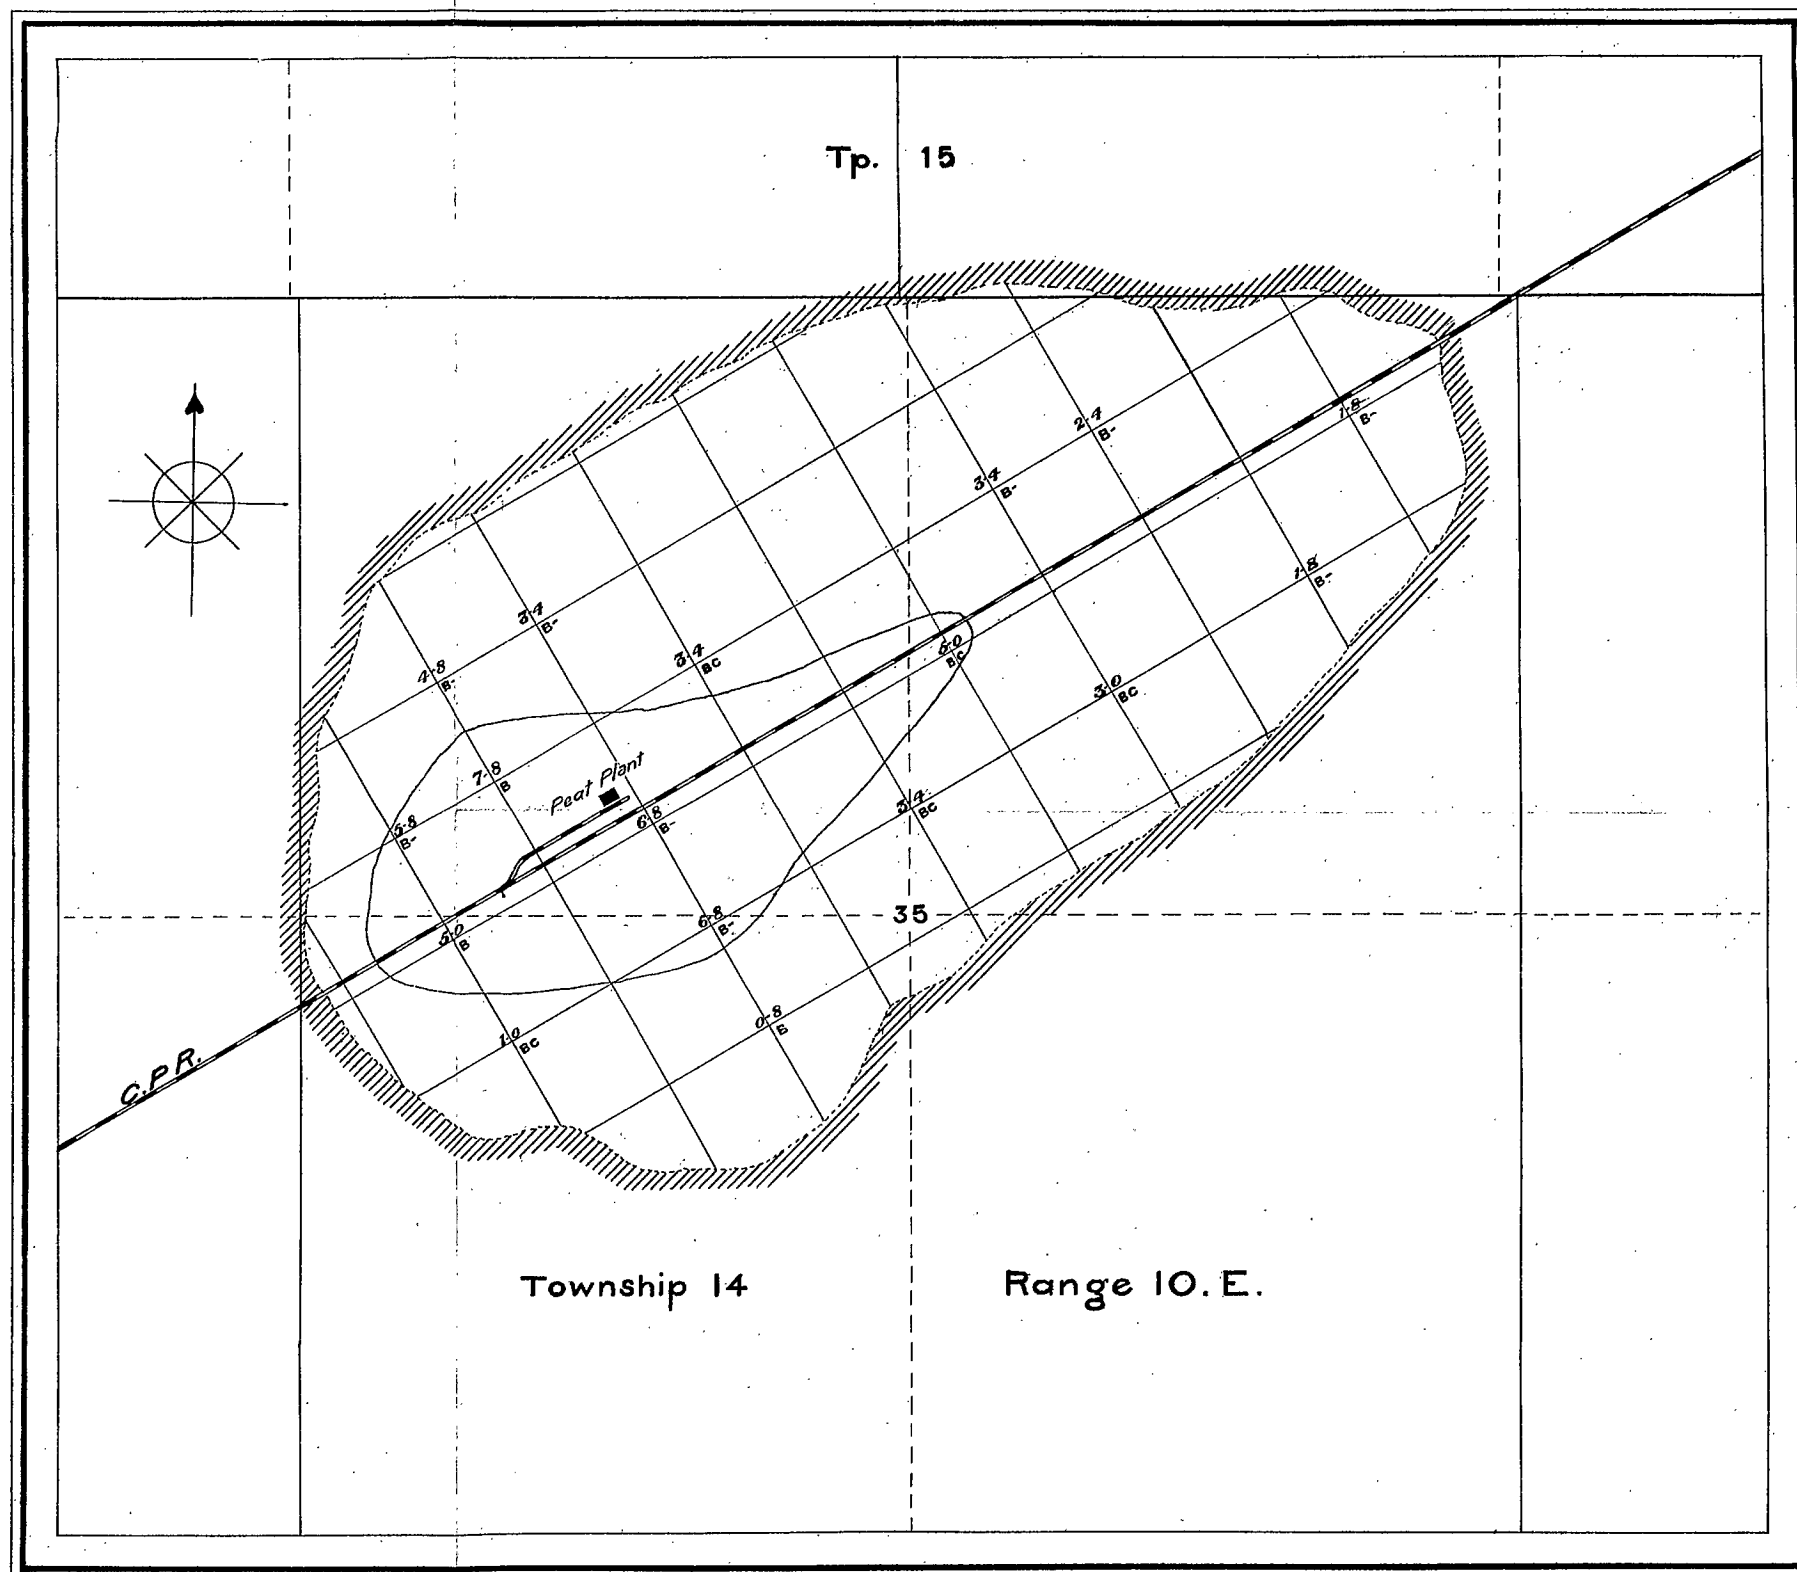 Tp. 15
2-4
B-
1-8
B-
3-4
B-
1-8
B-
3-4
B-
3-4
BC
5-0
BC
4-8
B-
3-0
BC
7-8
B
Peat Plant
5-8
B-
6-8
B-
3-4
BC
6-8
B-
35
5-0
B
0-8
B
1-0
BC
C.P.R.
Township 14 Range 10. E.